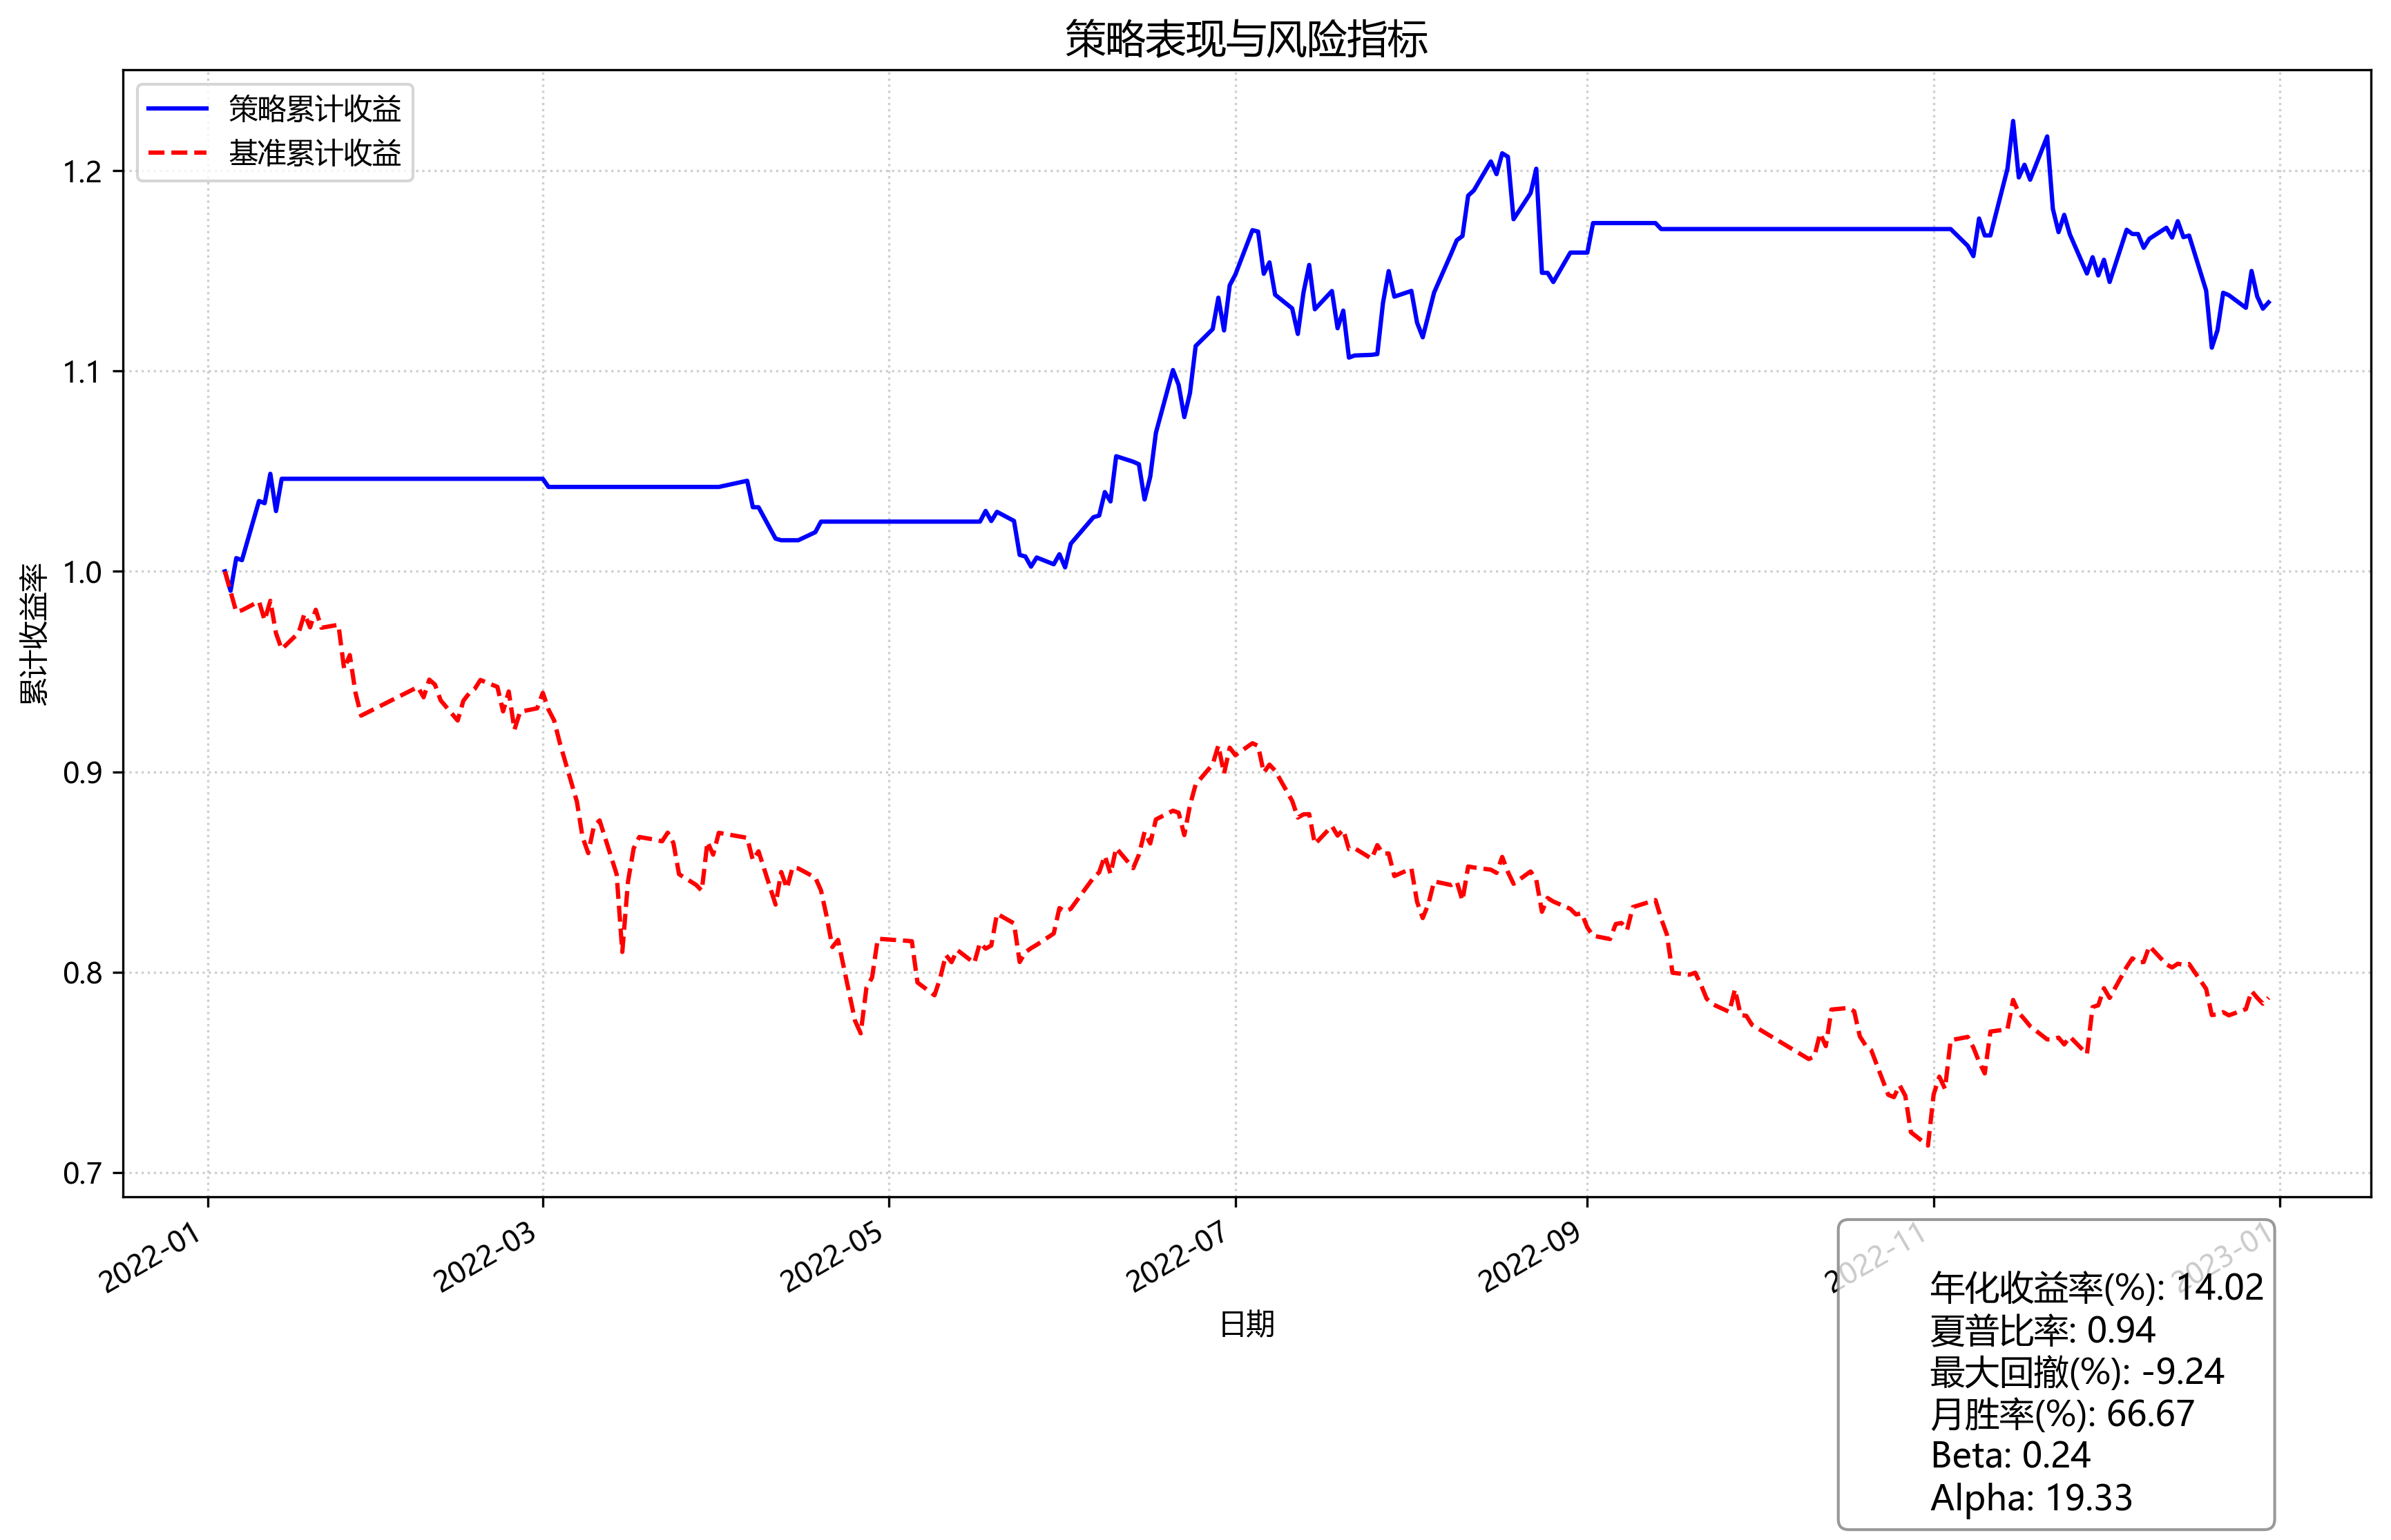 策略表现与风险指标
策略累计收益
基准累计收益
1.2
1.1
1.0
0.9
0.8
0.7
累计收益率
2022-01
2022-03
2022-05
2022-07
2022-09
2022-11
2023-01
日期
年化收益率(%): 14.02
夏普比率: 0.94
最大回撤(%): -9.24
月胜率(%): 66.67
Beta: 0.24
Alpha: 19.33